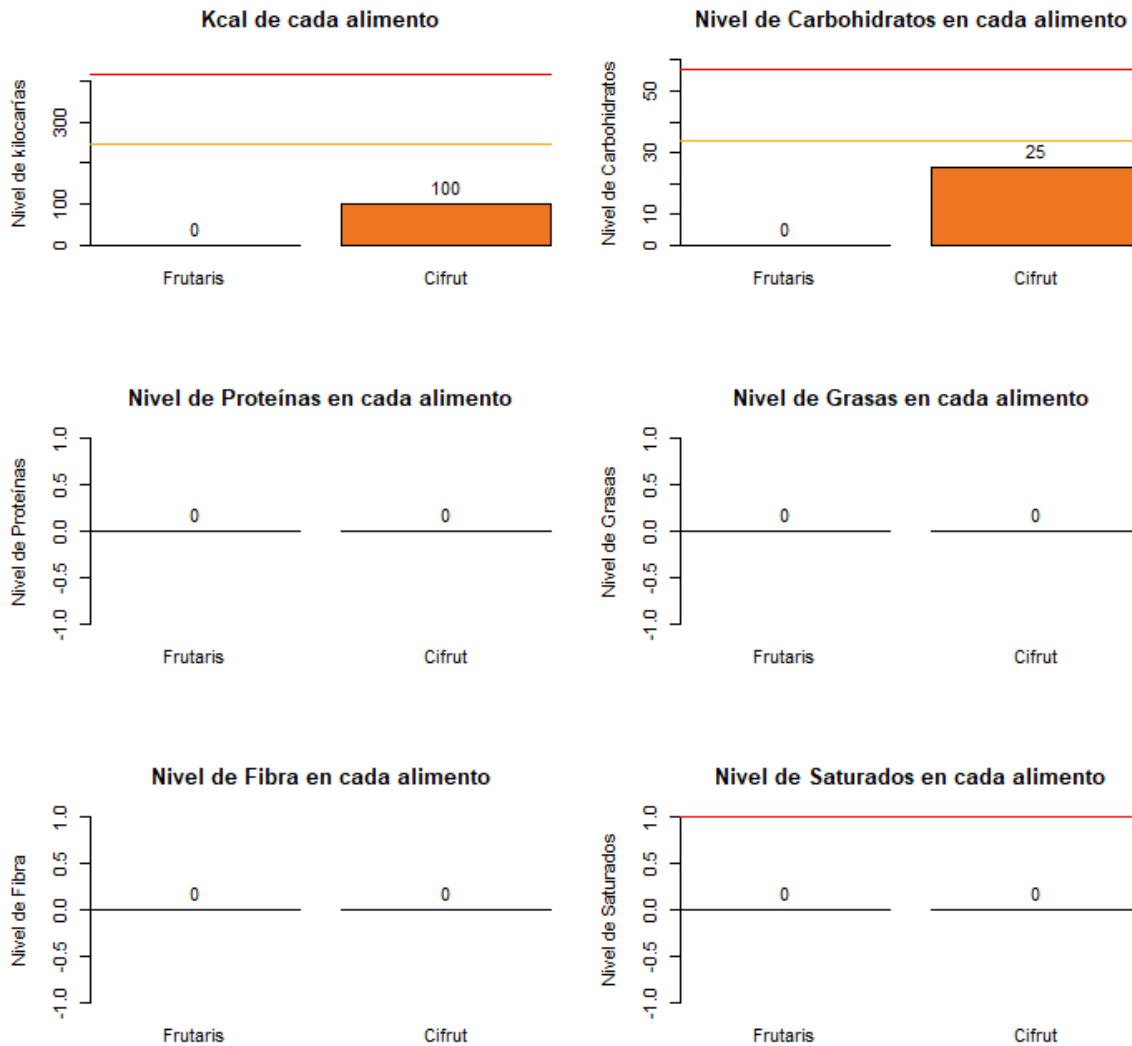 Kcal de cada alimento
Nivel de kilocarías
0
100
300
0
100
Frutaris
Cifrut
Nivel de Carbohidratos en cada alimento
Nivel de Carbohidratos
0
10
30
50
0
25
Frutaris
Cifrut
Nivel de Proteínas en cada alimento
Nivel de Proteínas
-1.0
-0.5
0.0
0.5
1.0
0
0
Frutaris
Cifrut
Nivel de Grasas en cada alimento
Nivel de Grasas
-1.0
-0.5
0.0
0.5
1.0
0
0
Frutaris
Cifrut
Nivel de Fibra en cada alimento
Nivel de Fibra
-1.0
-0.5
0.0
0.5
1.0
0
0
Frutaris
Cifrut
Nivel de Saturados en cada alimento
Nivel de Saturados
-1.0
-0.5
0.0
0.5
1.0
0
0
Frutaris
Cifrut